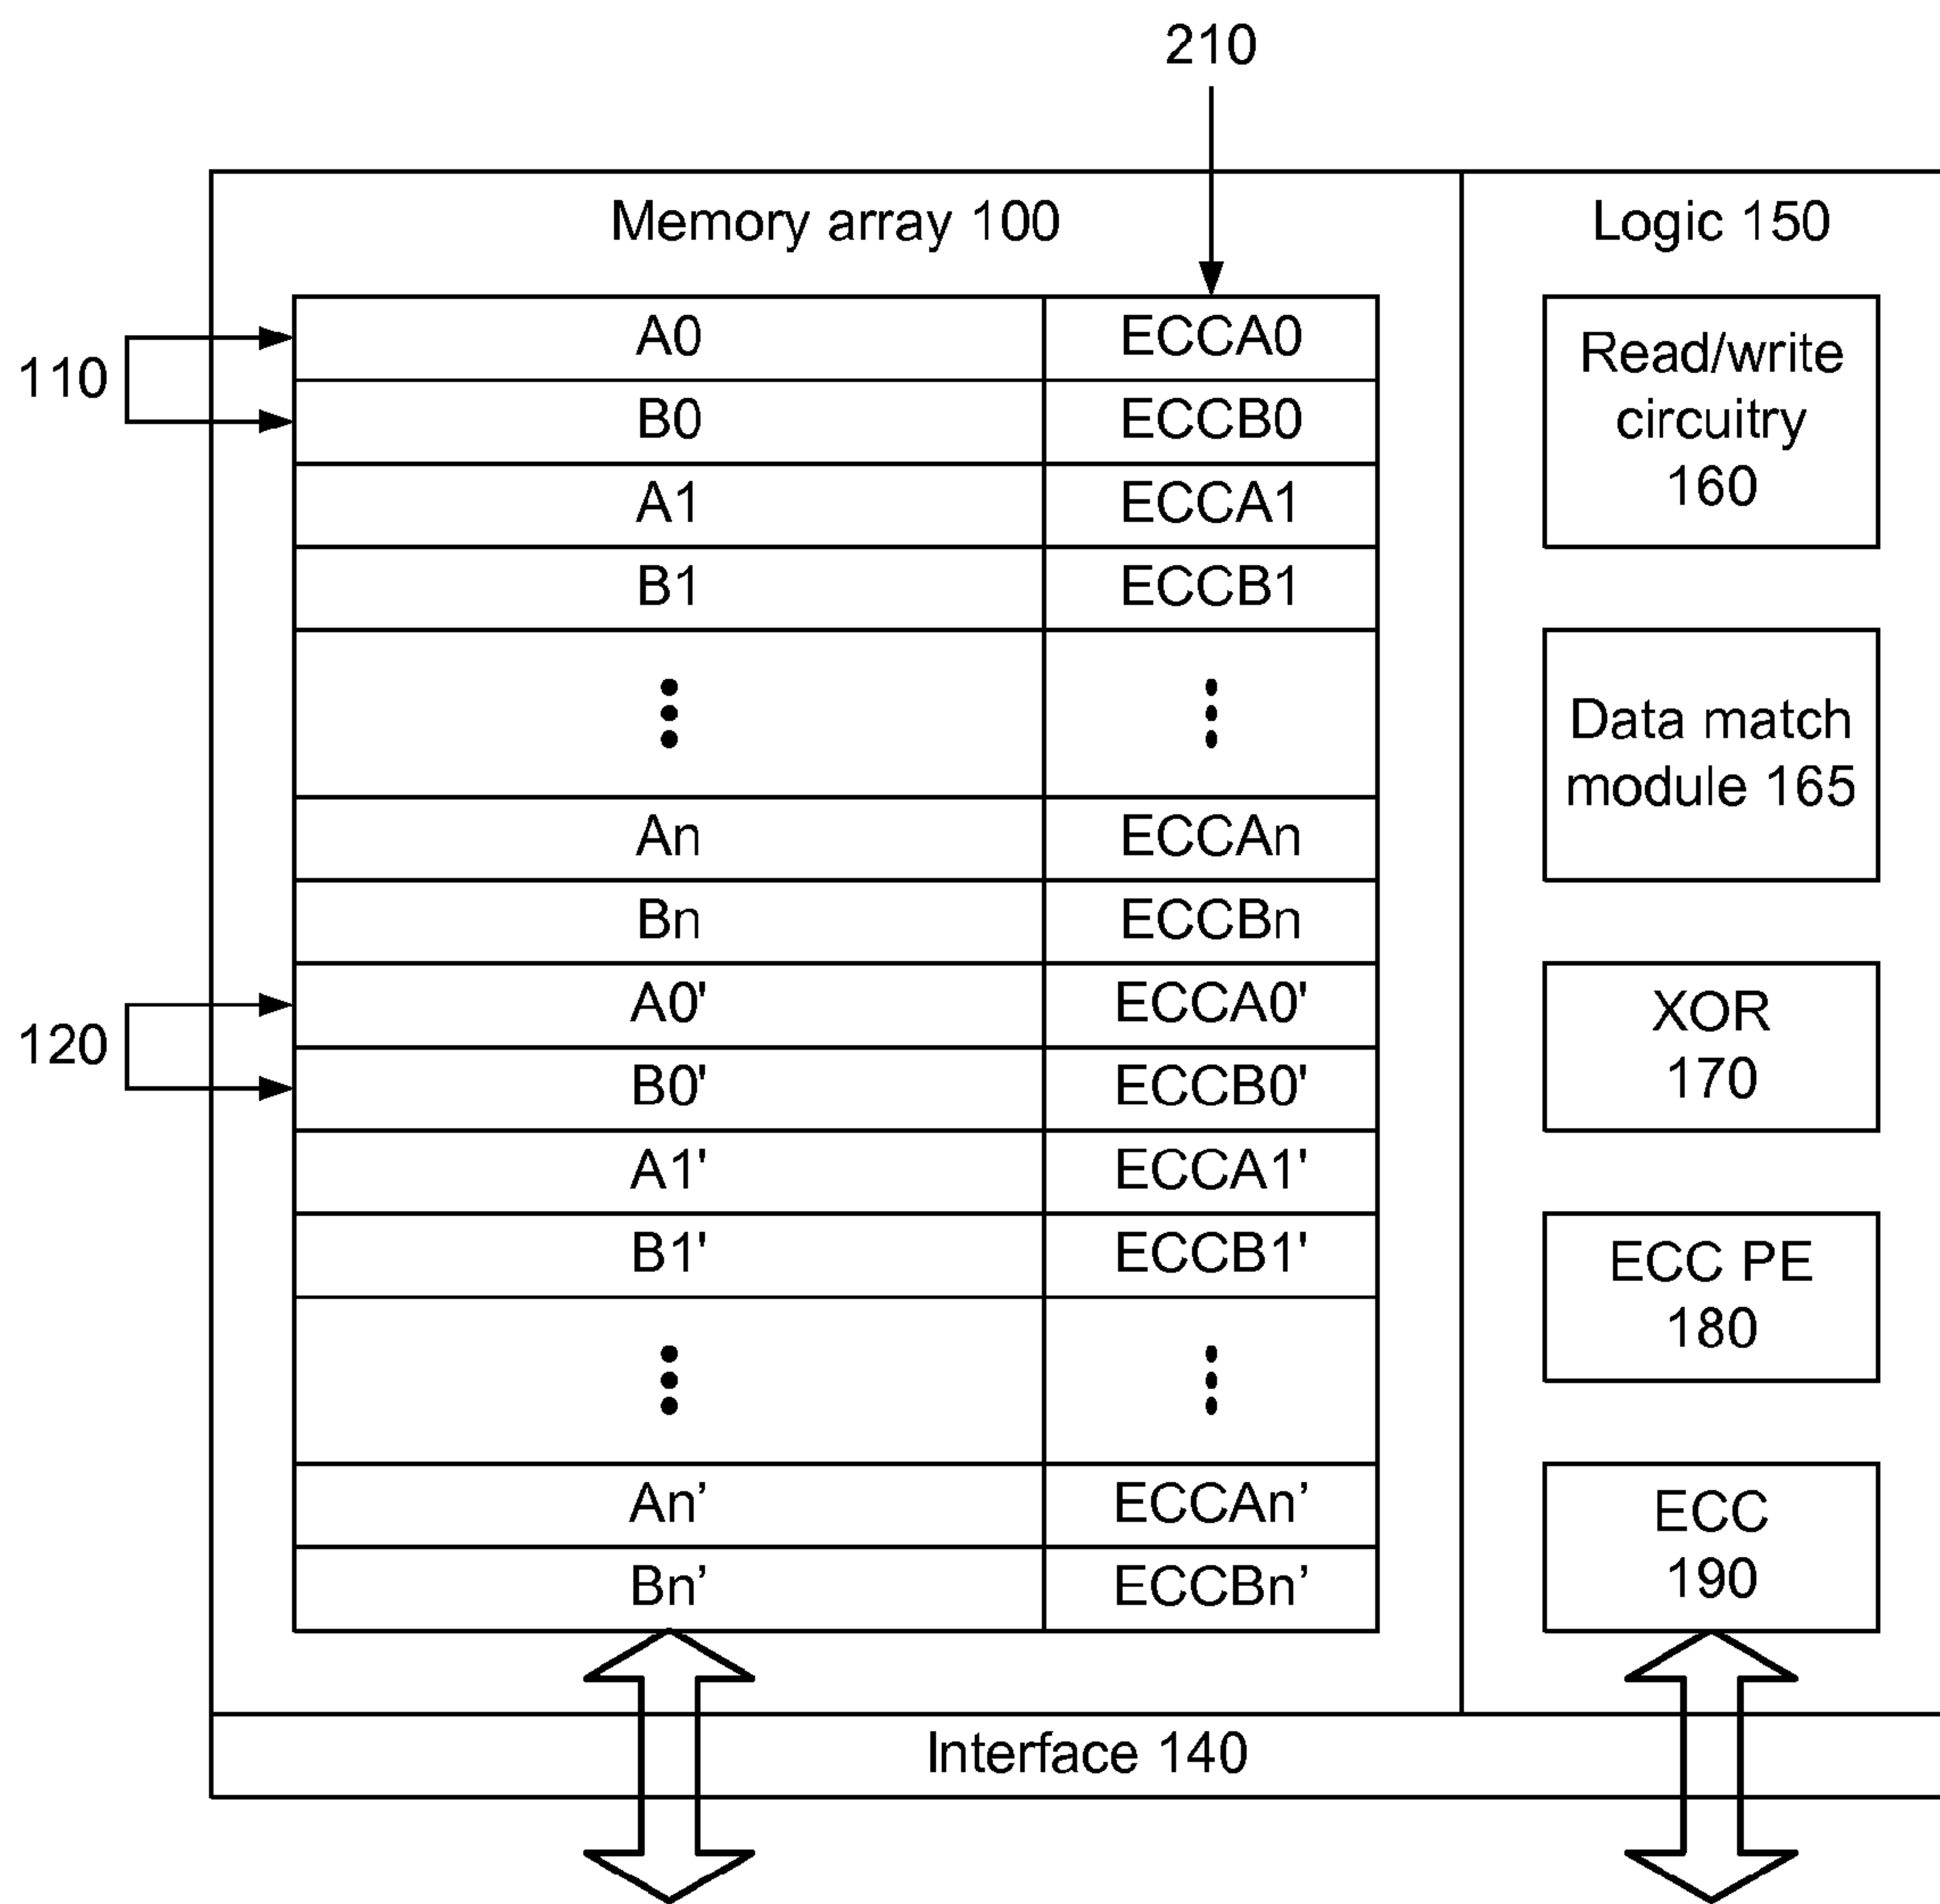 210
Memory array 100
Logic 150
110
A0 ECCA0
B0 ECCB0
A1 ECCA1
B1 ECCB1
An ECCAn
Bn ECCBn
120
A0' ECCA0'
B0' ECCB0'
A1' ECCA1'
B1' ECCB1'
An’ ECCAn’
Bn’ ECCBn’
Read/write
circuitry
160
Data match
module 165
XOR
170
ECC PE
180
ECC
190
Interface 140